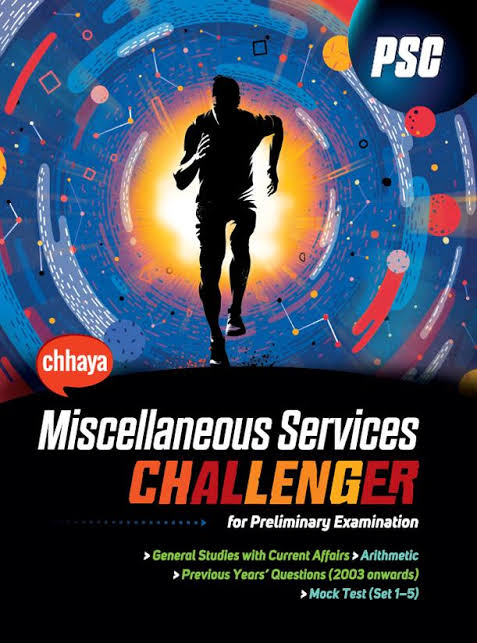 PSC
chhaya
Miscellaneous Services
CHALLENGER
for Preliminary Examination
> General Studies with Current Affairs > Arithmetic
> Previous Years' Questions (2003 onwards)
> Mock Test (Set 1–5)